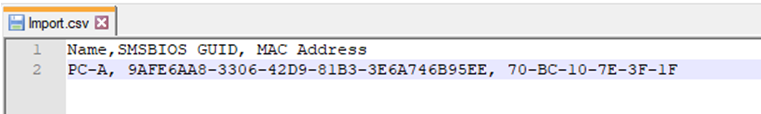 Import.csv
1 Name,SMSBIOS GUID, MAC Address
2 PC-A, 9AFE6AA8-3306-42D9-81B3-3E6A746B95EE, 70-BC-10-7E-3F-1F